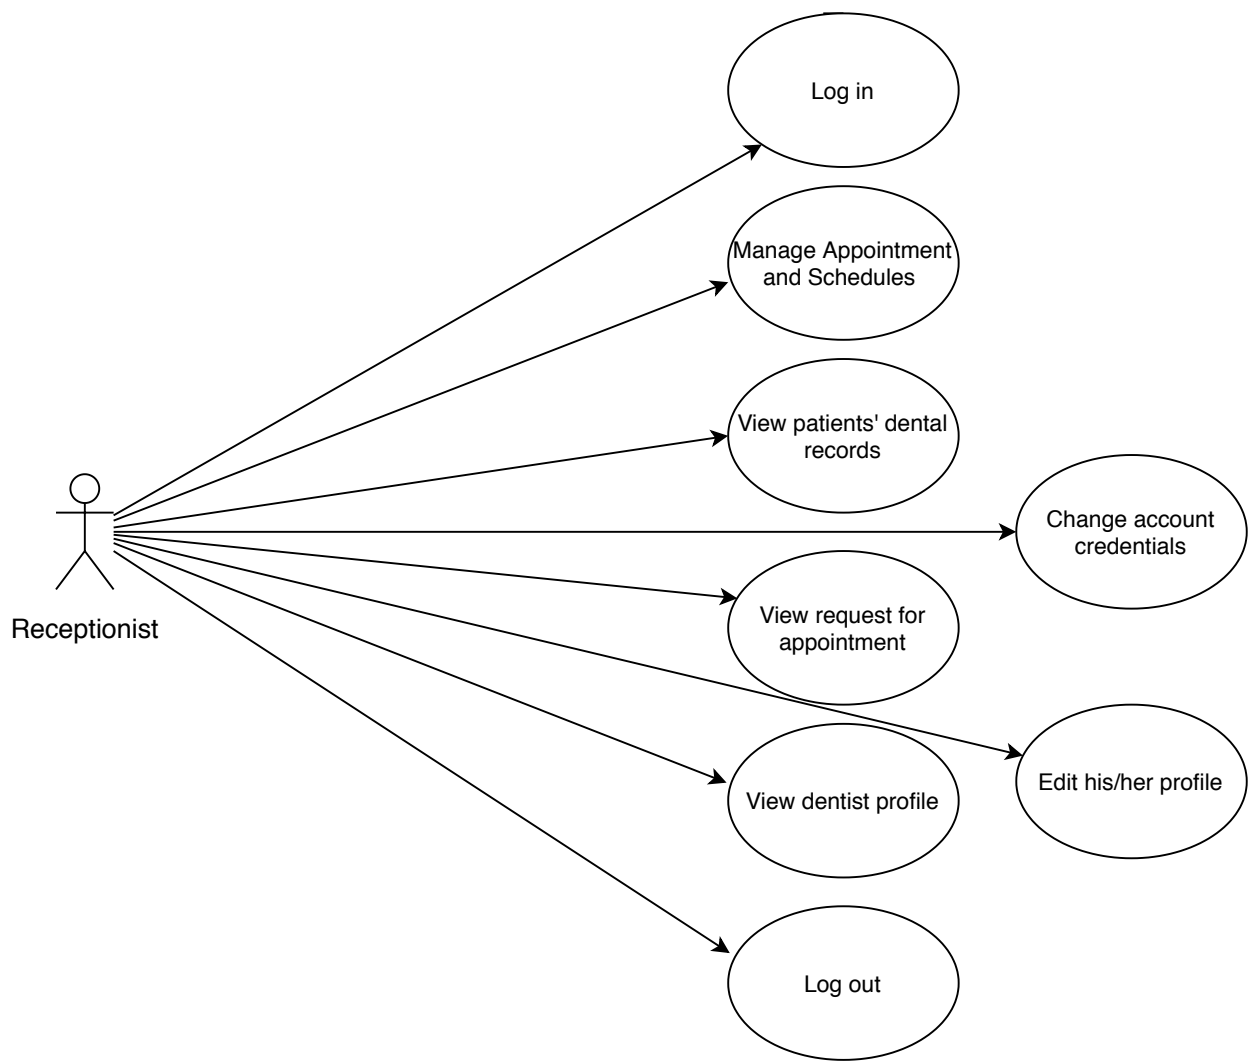 Log in
Manage Appointment
and Schedules
View patients' dental
records
Change account
credentials
View request for
appointment
Receptionist
Edit his/her profile
View dentist profile
Log out